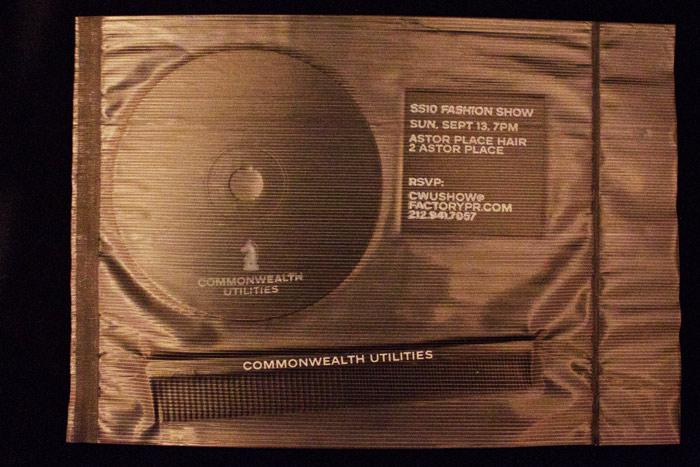 COMMONWEALTH
UTILITIES
SS10 FASHION SHOW
SUN, SEPT 13, 7PM
ASTOR PLACE HAIR
2 ASTOR PLACE
RSVP:
CWUSHOW@
FACTORYPR.COM
212.941.7057
COMMONWEALTH UTILITIES